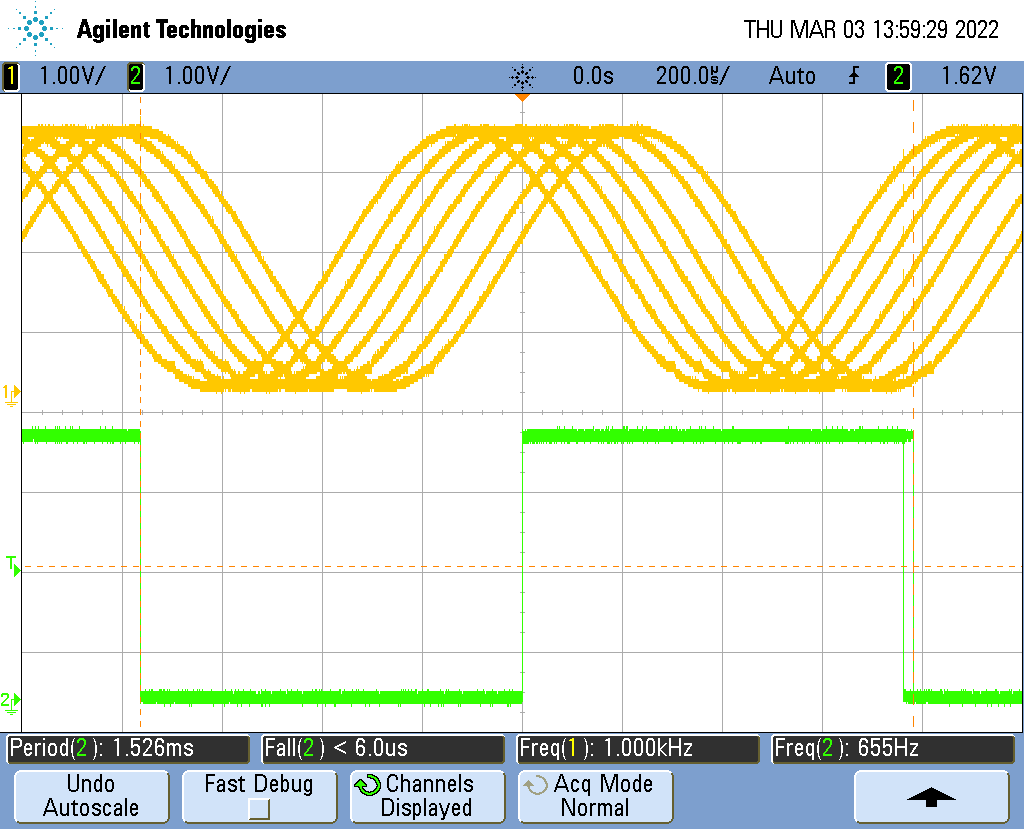 Agilent Technologies THU MAR 03 13:59:29 2022
1 1.00V/ 2 1.00V/ 0.0s 200.0㎲/ Auto 2 1.62V
1
T
2
Period(2): 1.526ms Fall(2) < 6.0us Freq(1): 1.000kHz Freq(2): 655Hz
Undo Autoscale
Fast Debug
Channels Displayed
Acq Mode Normal